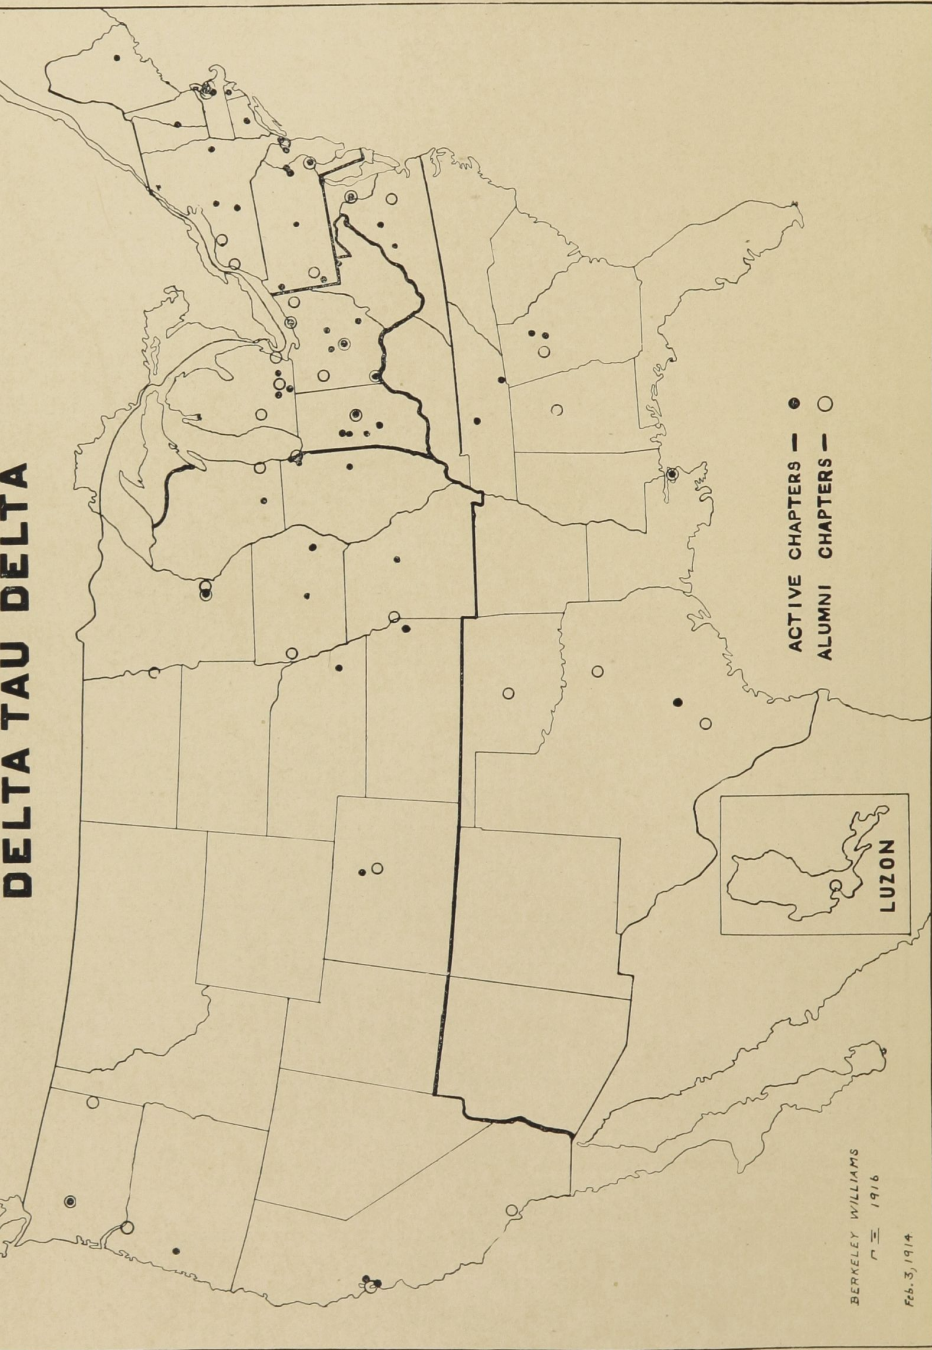 DELTA TAU DELTA
ACTIVE CHAPTERS — ●
ALUMNI CHAPTERS — ○
LUZON
BERKELEY WILLIAMS
Γ Ξ 1916
Feb. 3, 1914